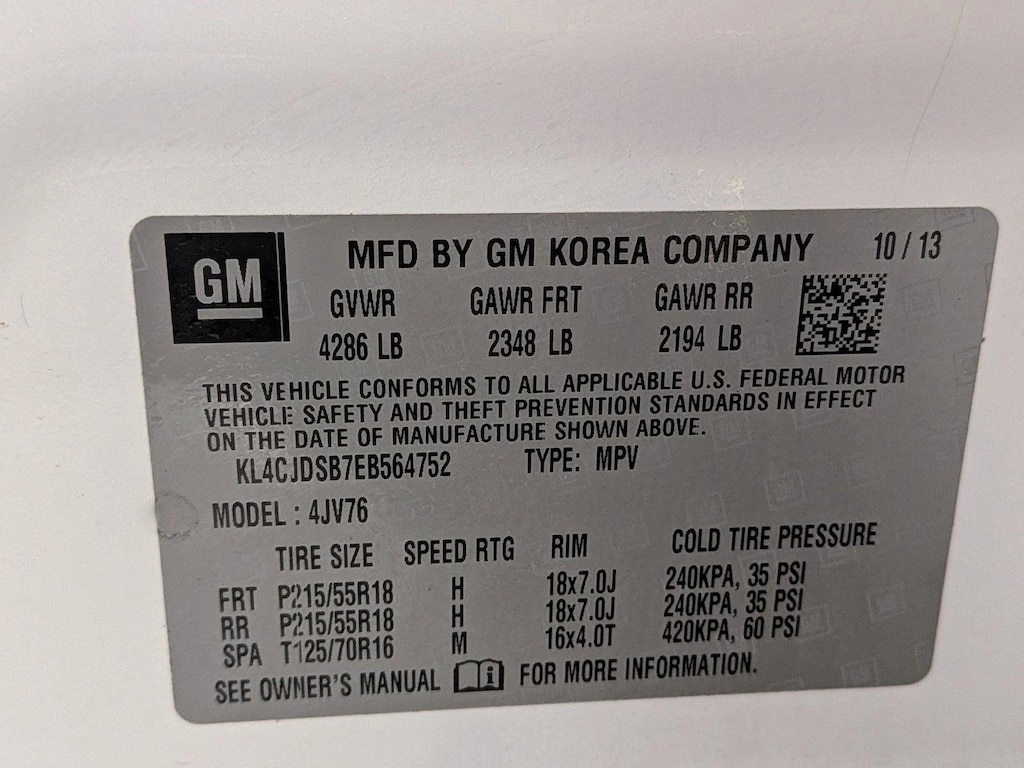 GM
MFD BY GM KOREA COMPANY 10 / 13
GVWR GAWR FRT GAWR RR
4286 LB 2348 LB 2194 LB
THIS VEHICLE CONFORMS TO ALL APPLICABLE U.S. FEDERAL MOTOR
VEHICLE SAFETY AND THEFT PREVENTION STANDARDS IN EFFECT
ON THE DATE OF MANUFACTURE SHOWN ABOVE.
KL4CJDSB7EB564752 TYPE: MPV
MODEL : 4JV76
TIRE SIZE SPEED RTG RIM COLD TIRE PRESSURE
FRT P215/55R18 H 18x7.0J 240KPA, 35 PSI
RR P215/55R18 H 18x7.0J 240KPA, 35 PSI
SPA T125/70R16 M 16x4.0T 420KPA, 60 PSI
SEE OWNER'S MANUAL i FOR MORE INFORMATION.